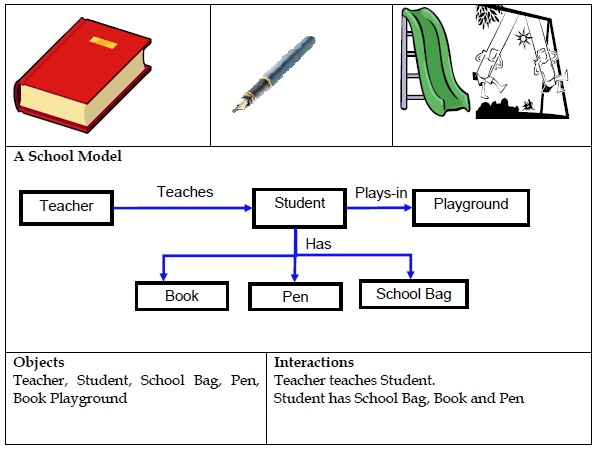 A School Model
Teaches
Plays-in
Teacher
Student
Playground
Has
Book
Pen
School Bag
Objects
Teacher, Student, School Bag, Pen,
Book Playground
Interactions
Teacher teaches Student.
Student has School Bag, Book and Pen